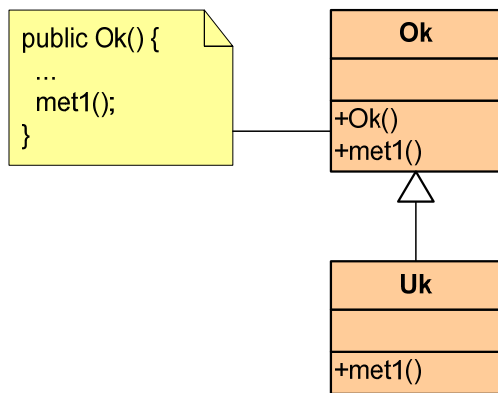 public Ok() {
...
met1();
}
Ok
+Ok()
+met1()
Uk
+met1()